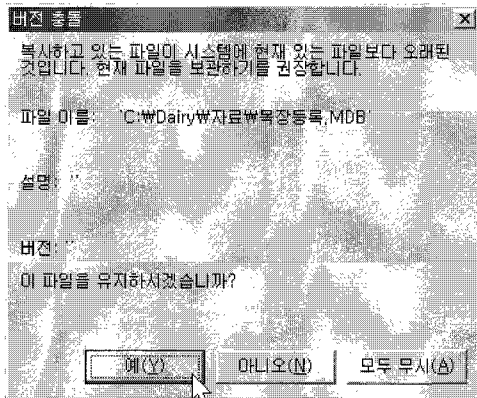 버전 충돌
복사하고 있는 파일이 시스템에 현재 있는 파일보다 오래된
것입니다. 현재 파일을 보관하기를 권장합니다.
파일 이름: 'C:₩Dairy₩자료₩목장등록.MDB'
설명: ''
버전: ''
이 파일를 유지하시겠습니까?
예(Y) 아니오(N) 모두 무시(A)